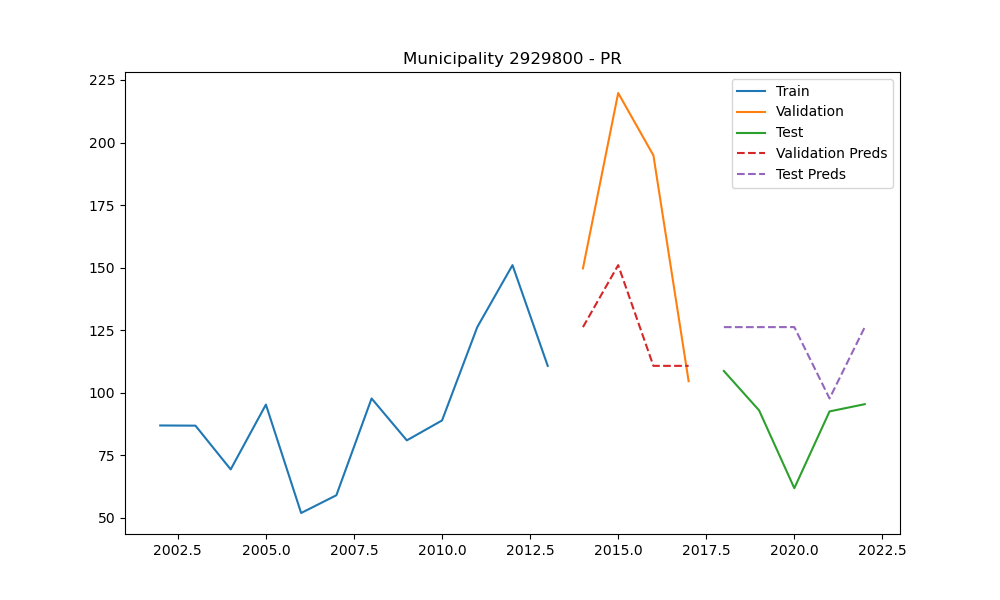 Municipality 2929800 - PR
225
200
175
150
125
100
75
50
2002.5 2005.0 2007.5 2010.0 2012.5 2015.0 2017.5 2020.0 2022.5
Train
Validation
Test
Validation Preds
Test Preds